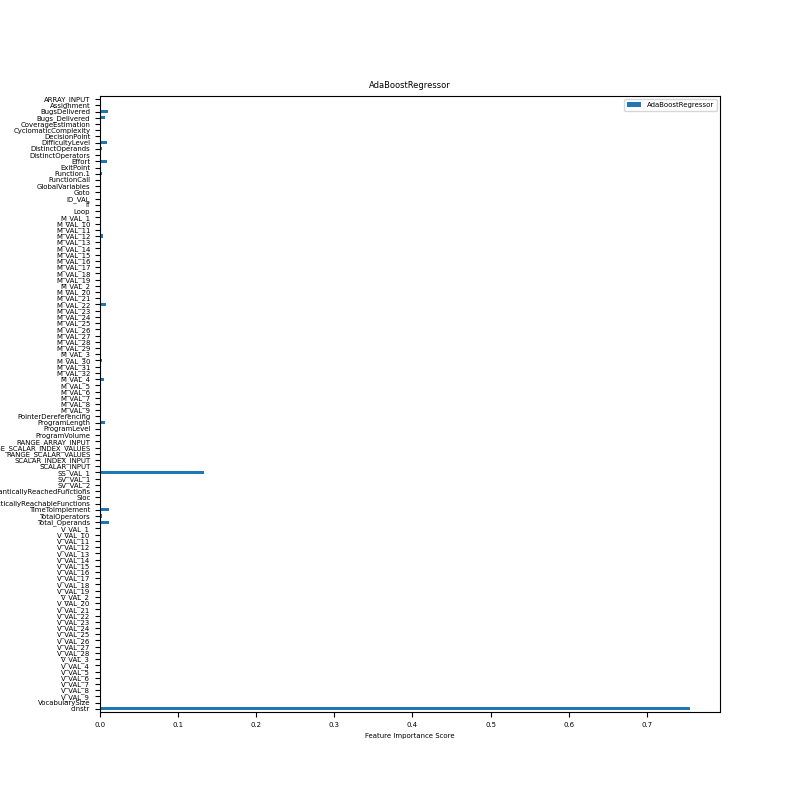 AdaBoostRegressor
AdaBoostRegressor
ARRAY_INPUT
Assignment
BugsDelivered
Bugs_Delivered
CoverageEstimation
CyclomaticComplexity
DecisionPoint
DifficultyLevel
DistinctOperands
DistinctOperators
Effort
ExitPoint
Function.1
FunctionCall
GlobalVariables
Goto
ID_VAL
If
Loop
M_VAL_1
M_VAL_10
M_VAL_11
M_VAL_12
M_VAL_13
M_VAL_14
M_VAL_15
M_VAL_16
M_VAL_17
M_VAL_18
M_VAL_19
M_VAL_2
M_VAL_20
M_VAL_21
M_VAL_22
M_VAL_23
M_VAL_24
M_VAL_25
M_VAL_26
M_VAL_27
M_VAL_28
M_VAL_29
M_VAL_3
M_VAL_30
M_VAL_31
M_VAL_32
M_VAL_4
M_VAL_5
M_VAL_6
M_VAL_7
M_VAL_8
M_VAL_9
PointerDereferencing
ProgramLength
ProgramLevel
ProgramVolume
RANGE_ARRAY_INPUT
E_SCALAR_INDEX_VALUES
RANGE_SCALAR_VALUES
SCALAR_INDEX_INPUT
SCALAR_INPUT
SS_VAL_1
SV_VAL_1
SV_VAL_2
anticallyReachedFunctions
Sloc
ticallyReachableFunctions
TimeToImplement
TotalOperators
Total_Operands
V_VAL_1
V_VAL_10
V_VAL_11
V_VAL_12
V_VAL_13
V_VAL_14
V_VAL_15
V_VAL_16
V_VAL_17
V_VAL_18
V_VAL_19
V_VAL_2
V_VAL_20
V_VAL_21
V_VAL_22
V_VAL_23
V_VAL_24
V_VAL_25
V_VAL_26
V_VAL_27
V_VAL_28
V_VAL_3
V_VAL_4
V_VAL_5
V_VAL_6
V_VAL_7
V_VAL_8
V_VAL_9
VocabularySize
cinstr
0.0 0.1 0.2 0.3 0.4 0.5 0.6 0.7
Feature Importance Score